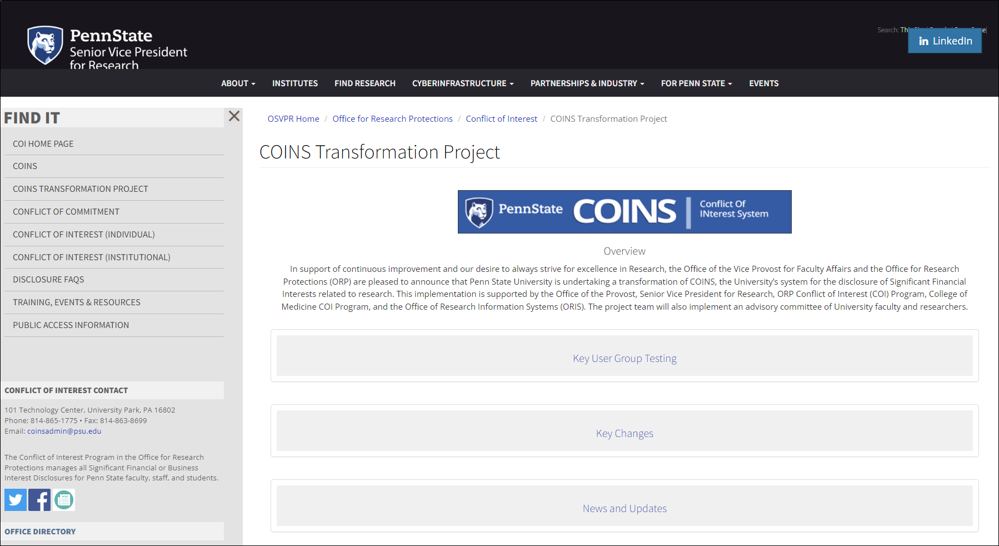 PennState
Senior Vice President
for Research
Search:
LinkedIn
ABOUT
INSTITUTES
FIND RESEARCH
CYBERINFRASTRUCTURE
PARTNERSHIPS & INDUSTRY
FOR PENN STATE
EVENTS
FIND IT
COI HOME PAGE
COINS
COINS TRANSFORMATION PROJECT
CONFLICT OF COMMITMENT
CONFLICT OF INTEREST (INDIVIDUAL)
CONFLICT OF INTEREST (INSTITUTIONAL)
DISCLOSURE FAQS
TRAINING, EVENTS & RESOURCES
PUBLIC ACCESS INFORMATION
CONFLICT OF INTEREST CONTACT
101 Technology Center, University Park, PA 16802
Phone: 814-865-1775 • Fax: 814-863-8699
Email: coinsadmin@psu.edu
The Conflict of Interest Program in the Office for Research
Protections manages all Significant Financial or Business
Interest Disclosures for Penn State faculty, staff, and students.
NEWS
OFFICE DIRECTORY
OSVPR Home / Office for Research Protections / Conflict of Interest / COINS Transformation Project
COINS Transformation Project
PennState COINS | Conflict Of
INterest System
Overview
In support of continuous improvement and our desire to always strive for excellence in Research, the Office of the Vice Provost for Faculty Affairs and the Office for Research
Protections (ORP) are pleased to announce that Penn State University is undertaking a transformation of COINS, the University's system for the disclosure of Significant Financial
Interests related to research. This implementation is supported by the Office of the Provost, Senior Vice President for Research, ORP Conflict of Interest (COI) Program, College of
Medicine COI Program, and the Office of Research Information Systems (ORIS). The project team will also implement an advisory committee of University faculty and researchers.
Key User Group Testing
Key Changes
News and Updates